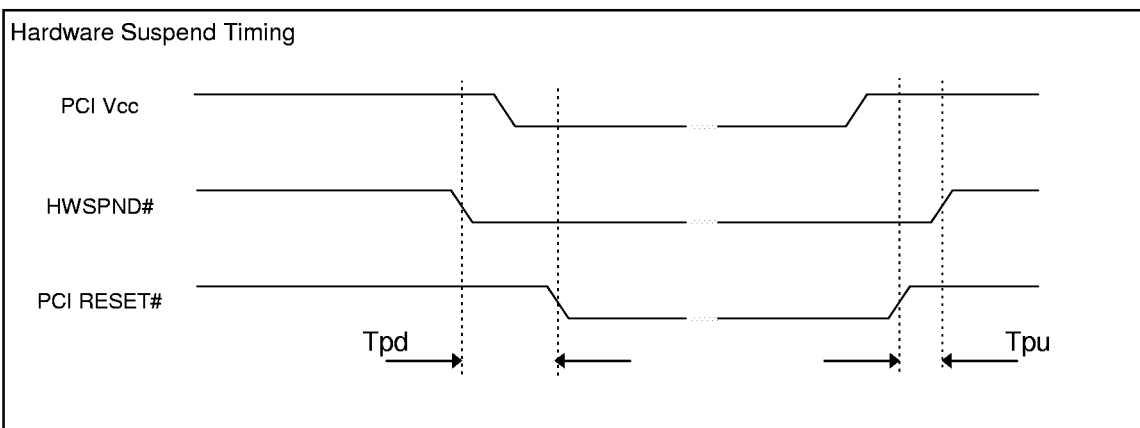 Hardware Suspend Timing
PCI Vcc
HWSPND#
PCI RESET#
Tpd
Tpu